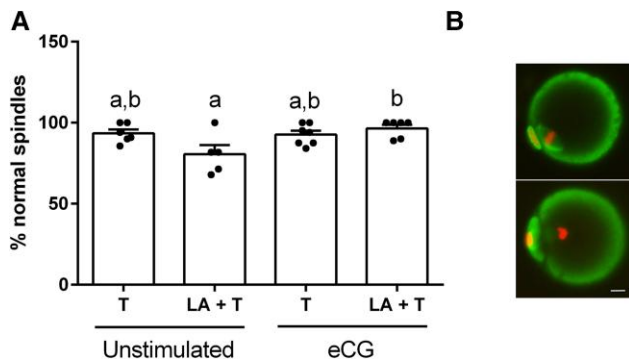 A
B
% normal spindles
150
100
50
0
a,b
a
a,b
b
T
LA + T
T
LA + T
Unstimulated
eCG